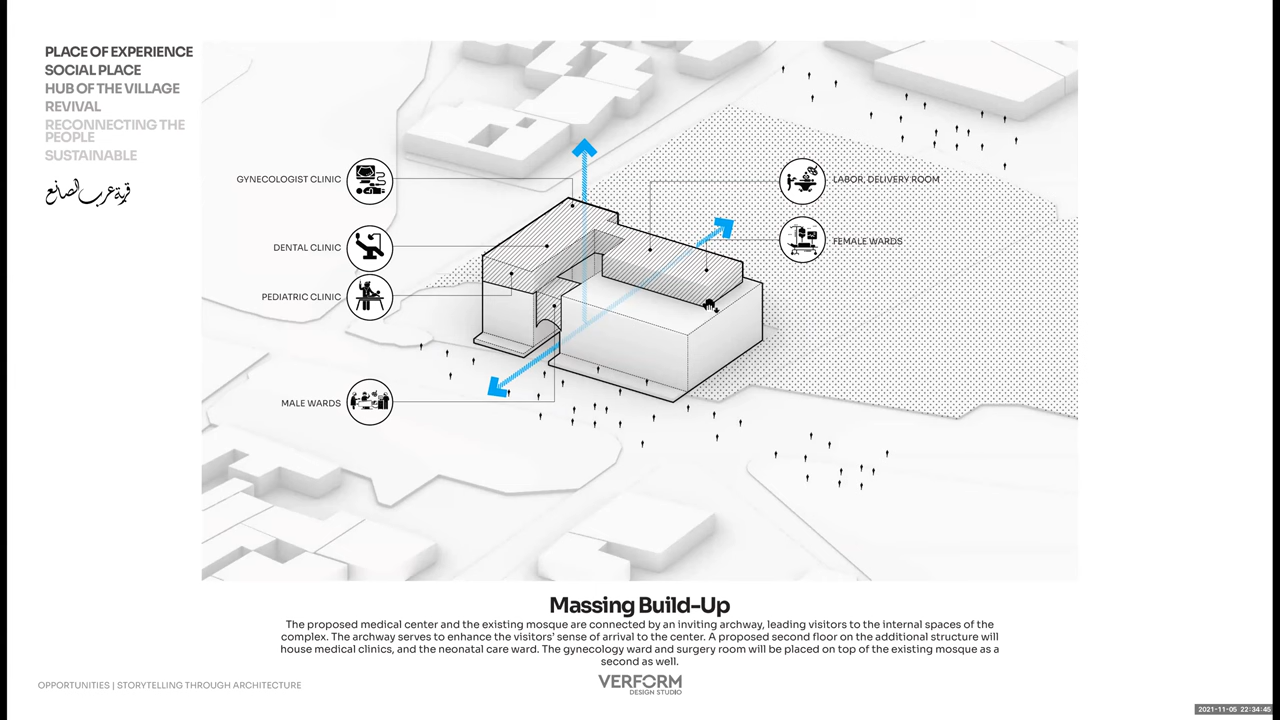 PLACE OF EXPERIENCE
SOCIAL PLACE
HUB OF THE VILLAGE
REVIVAL
RECONNECTING THE
PEOPLE
SUSTAINABLE
قرية عرب الصانع
GYNECOLOGIST CLINIC
DENTAL CLINIC
PEDIATRIC CLINIC
MALE WARDS
LABOR, DELIVERY ROOM
FEMALE WARDS
Massing Build-Up
The proposed medical center and the existing mosque are connected by an inviting archway, leading visitors to the internal spaces of the
complex. The archway serves to enhance the visitors' sense of arrival to the center. A proposed second floor on the additional structure will
house medical clinics, and the neonatal care ward. The gynecology ward and surgery room will be placed on top of the existing mosque as a
second as well.
OPPORTUNITIES | STORYTELLING THROUGH ARCHITECTURE
VERFORM
DESIGN STUDIO
2021-11-05 22:34:45